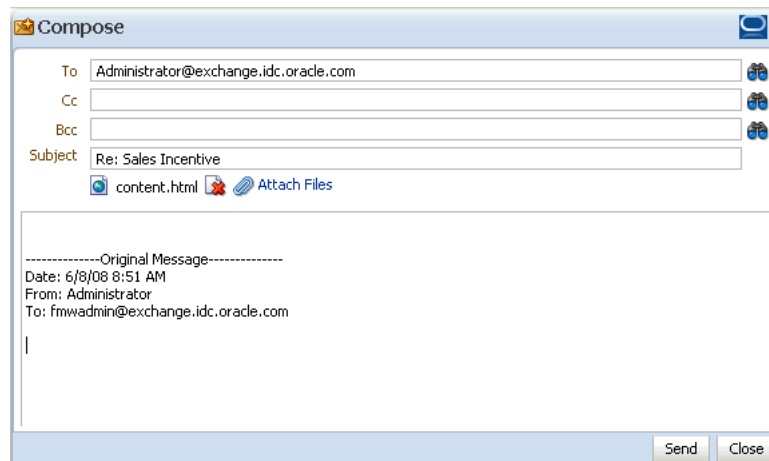 Compose
To Administrator@exchange.idc.oracle.com
Cc
Bcc
Subject Re: Sales Incentive
content.html Attach Files
--------------Original Message--------------
Date: 6/8/08 8:51 AM
From: Administrator
To: fmwadmin@exchange.idc.oracle.com
Send Close